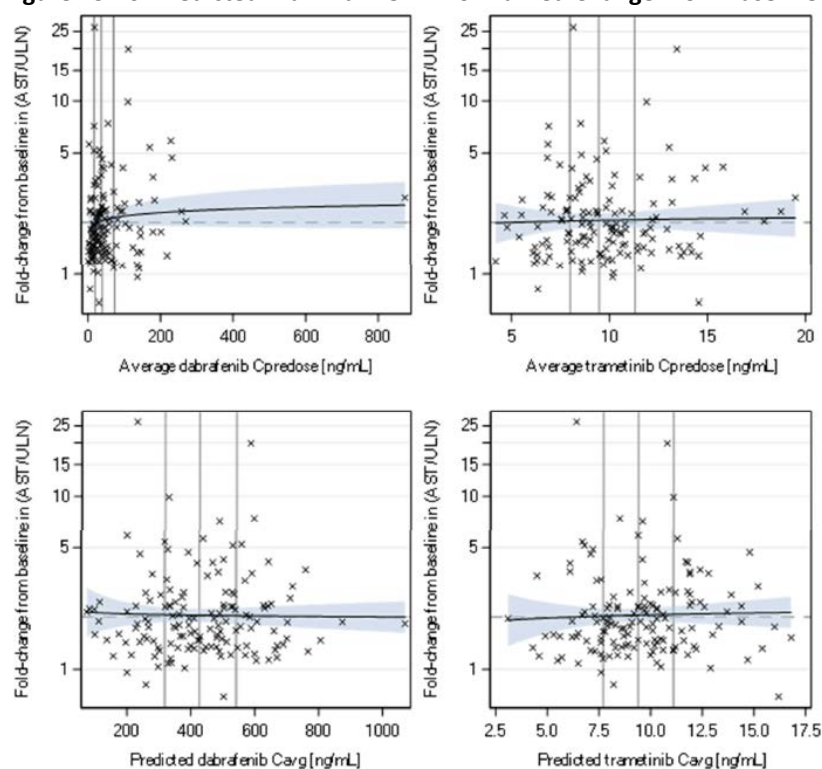 25
15
10
5
1
Fold-change from baseline in (AST/ULN)
0 200 400 600 800
Average dabrafenib Cpredose [ng/mL]
25
15
10
5
1
Fold-change from baseline in (AST/ULN)
5 10 15 20
Average trametinib Cpredose [ng/mL]
25
15
10
5
1
Fold-change from baseline in (AST/ULN)
200 400 600 800 1000
Predicted dabrafenib Cavg [ng/mL]
25
15
10
5
1
Fold-change from baseline in (AST/ULN)
2.5 5.0 7.5 10.0 12.5 15.0 17.5
Predicted trametinib Cavg [ng/mL]